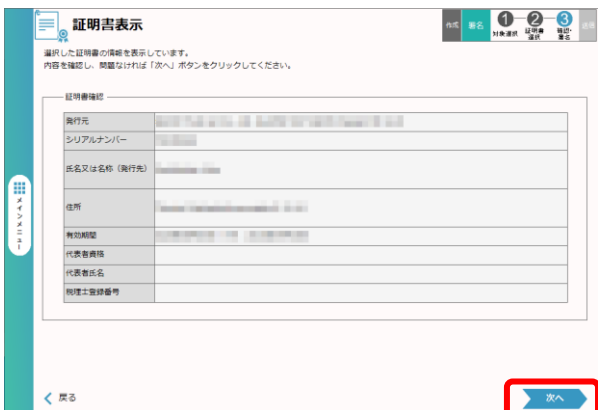 証明書表示
作成 署名 1 2 3 送信
対象選択 証明書選択 確認・署名
選択した証明書の情報を表示しています。
内容を確認し、問題なければ「次へ」ボタンをクリックしてください。
証明書確認
発行元
シリアルナンバー
氏名又は名称（発行先）
住所
有効期間
代表者資格
代表者氏名
税理士登録番号
メインメニュー
戻る
次へ